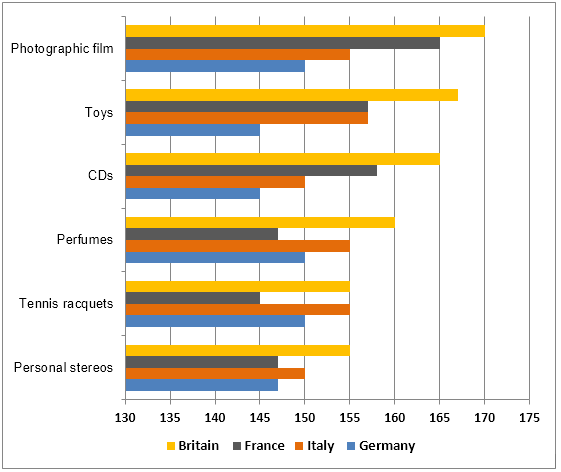 Photographic film
Toys
CDs
Perfumes
Tennis racquets
Personal stereos
130 135 140 145 150 155 160 165 170 175
Britain France Italy Germany